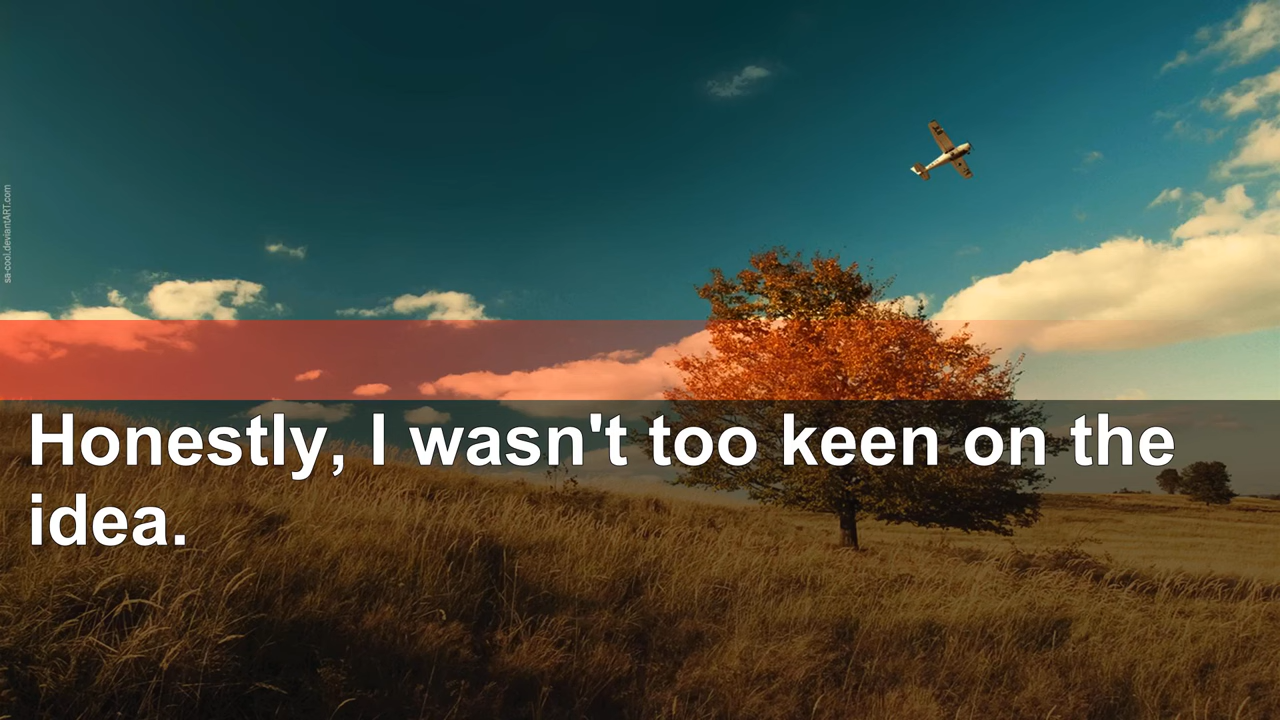 sa-cool.deviantART.com
Honestly, I wasn't too keen on the
idea.